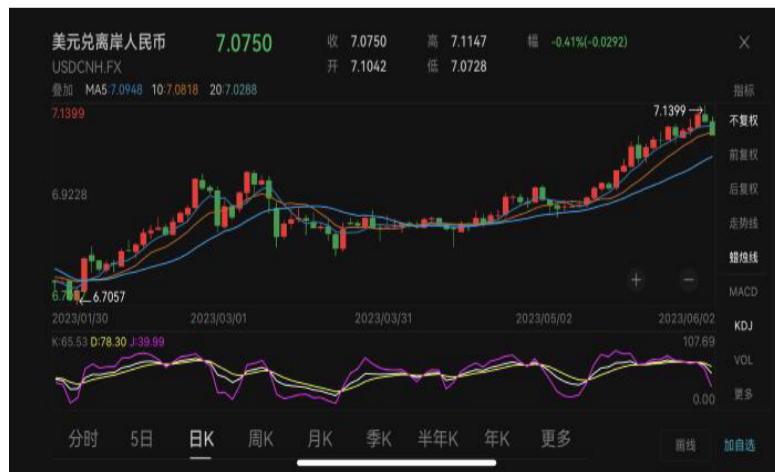 美元兑离岸人民币 7.0750 收 7.0750 高 7.1147 幅 -0.41%(-0.0292)
USDCNH.FX 开 7.1042 低 7.0728
叠加 MA5:7.0948 10:7.0818 20:7.0288 指标
7.1399 7.1399 不复权
前复权
6.9228 后复权
走势线
蜡烛线
+ −
6.7057 MACD
2023/01/30 2023/03/01 2023/03/31 2023/05/02 2023/06/02
KDJ
K:65.53 D:78.30 J:39.99 107.69
VOL
0.00 更多
分时 5日 日K 周K 月K 季K 半年K 年K 更多 画线 加自选